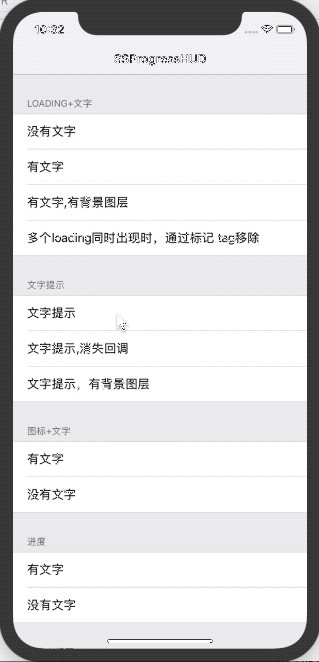 10:32
SSProgressHUD
LOADING+文字
没有文字
有文字
有文字,有背景图层
多个loading同时出现时，通过标记 tag移除
文字提示
文字提示
文字提示,消失回调
文字提示，有背景图层
图标+文字
有文字
没有文字
进度
有文字
没有文字